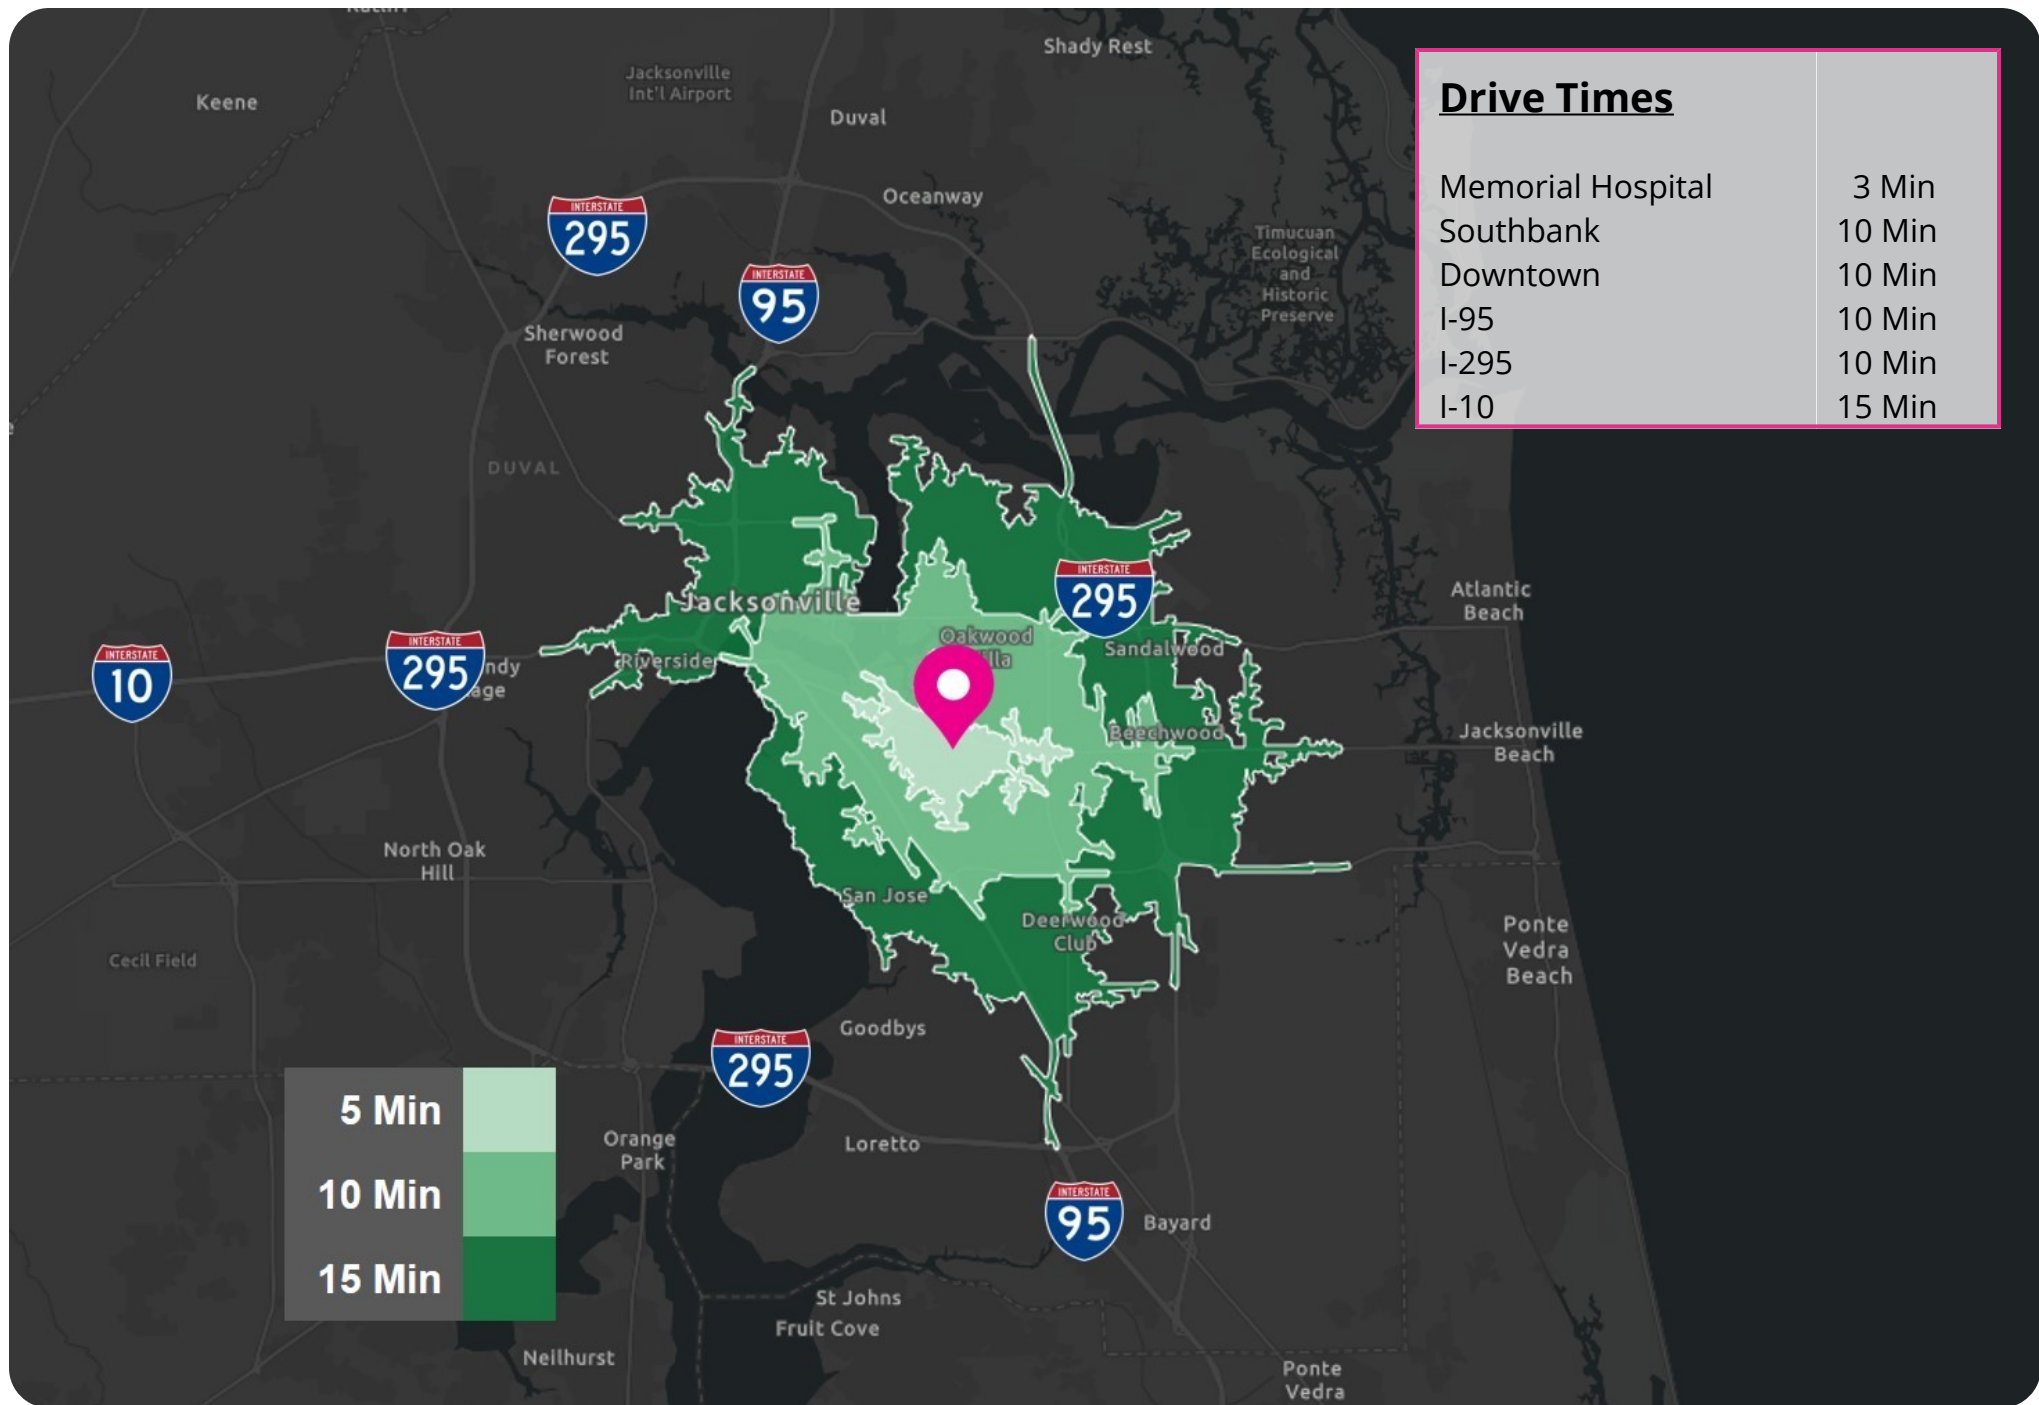 Ratliff
Shady Rest
Jacksonville
Int'l Airport
Keene
Duval
Oceanway
INTERSTATE
295
INTERSTATE
95
Timucuan
Ecological
and
Historic
Preserve
Sherwood
Forest
DUVAL
Drive Times
Memorial Hospital 3 Min
Southbank 10 Min
Downtown 10 Min
I-95 10 Min
I-295 10 Min
I-10 15 Min
INTERSTATE
295
Atlantic
Beach
Jacksonville
Oakwood
Sandalwood
INTERSTATE
10
INTERSTATE
295
Riverside
Beechwood
Jacksonville
Beach
North Oak
Hill
San Jose
Deerwood
Club
Cecil Field
Ponte
Vedra
Beach
Goodbys
INTERSTATE
295
5 Min
10 Min
15 Min
Orange
Park
Loretto
INTERSTATE
95
Bayard
St Johns
Fruit Cove
Neilhurst
Ponte
Vedra